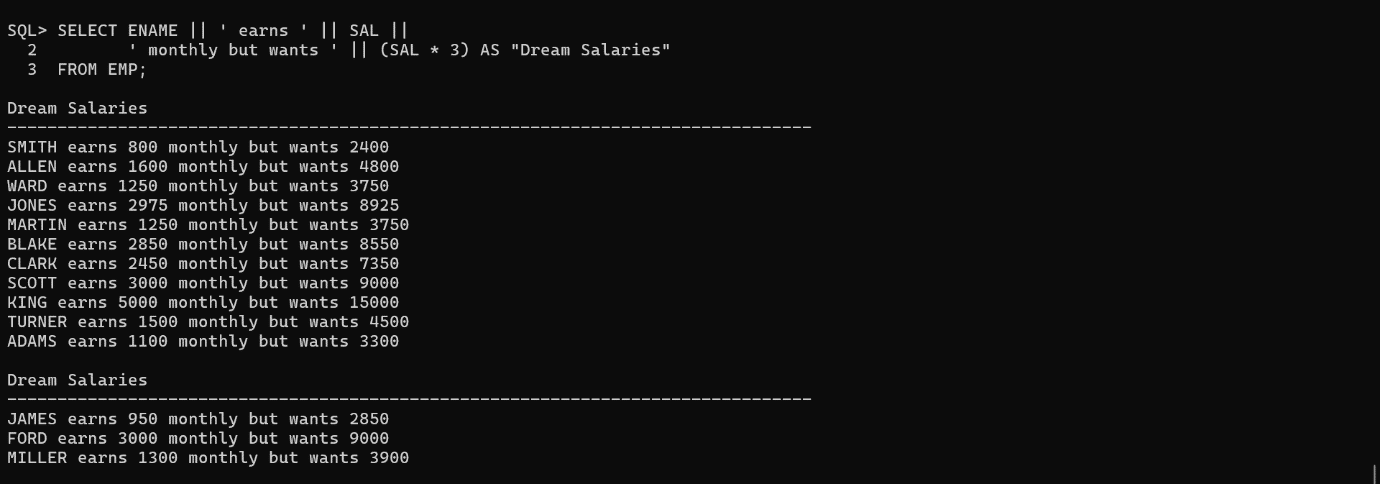 SQL> SELECT ENAME || ' earns ' || SAL ||
  2         ' monthly but wants ' || (SAL * 3) AS "Dream Salaries"
  3  FROM EMP;
Dream Salaries
--------------------------------------------------------------------------------
SMITH earns 800 monthly but wants 2400
ALLEN earns 1600 monthly but wants 4800
WARD earns 1250 monthly but wants 3750
JONES earns 2975 monthly but wants 8925
MARTIN earns 1250 monthly but wants 3750
BLAKE earns 2850 monthly but wants 8550
CLARK earns 2450 monthly but wants 7350
SCOTT earns 3000 monthly but wants 9000
KING earns 5000 monthly but wants 15000
TURNER earns 1500 monthly but wants 4500
ADAMS earns 1100 monthly but wants 3300
Dream Salaries
--------------------------------------------------------------------------------
JAMES earns 950 monthly but wants 2850
FORD earns 3000 monthly but wants 9000
MILLER earns 1300 monthly but wants 3900